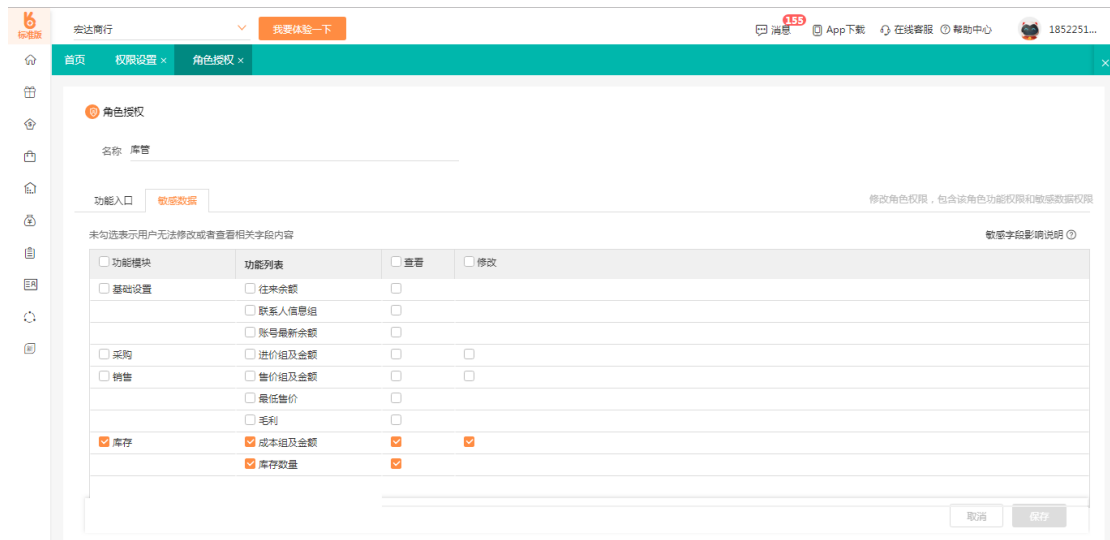 标准版
宏达商行 我要体验一下 消息 155 App下载 在线客服 帮助中心 1852251...
首页 权限设置 × 角色授权 × ×
角色授权
名称 库管
功能入口 敏感数据 修改角色权限，包含该角色功能权限和敏感数据权限
未勾选表示用户无法修改或者查看相关字段内容 敏感字段影响说明
功能模块 功能列表 查看 修改
基础设置 往来余额
联系人信息组
账号最新余额
采购 进价组及金额
销售 售价组及金额
最低售价
毛利
库存 成本组及金额
库存数量
取消 保存